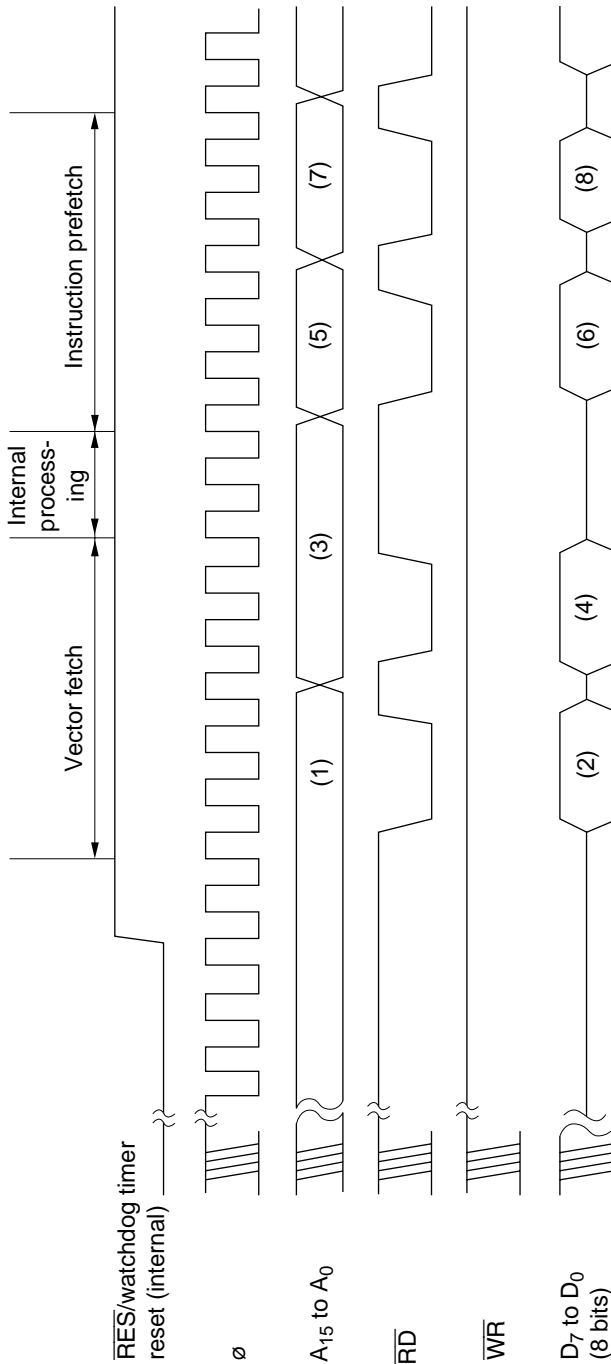 Vector fetch
Internal
process-
ing
Instruction prefetch
RES/watchdog timer
reset (internal)
ø
A15 to A0
(1)
(3)
(5)
(7)
RD
WR
D7 to D0
(8 bits)
(2)
(4)
(6)
(8)